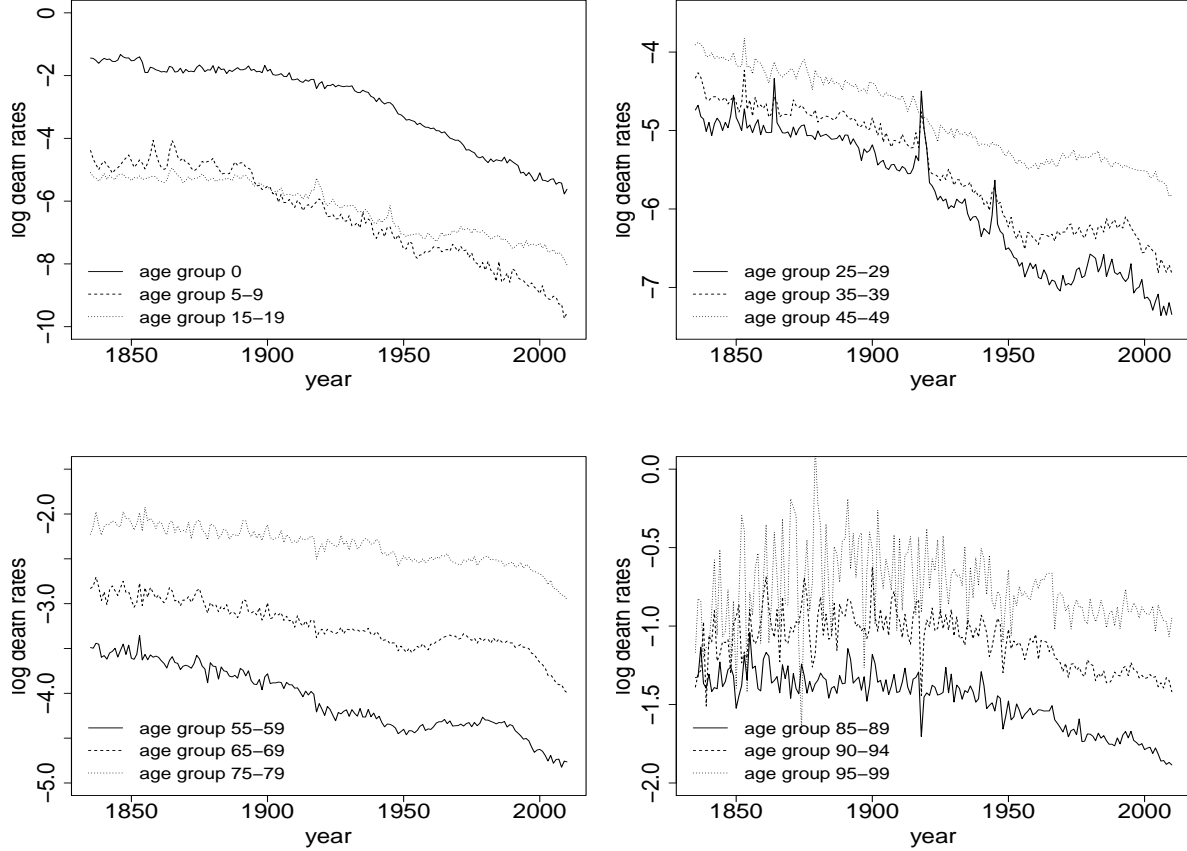 log death rates
0
−2
−4
−6
−8
−10
age group 0
age group 5−9
age group 15−19
1850 1900 1950 2000
year
log death rates
−4
−5
−6
−7
age group 25−29
age group 35−39
age group 45−49
1850 1900 1950 2000
year
log death rates
−2.0
−3.0
−4.0
−5.0
age group 55−59
age group 65−69
age group 75−79
1850 1900 1950 2000
year
log death rates
0.0
−0.5
−1.0
−1.5
−2.0
age group 85−89
age group 90−94
age group 95−99
1850 1900 1950 2000
year